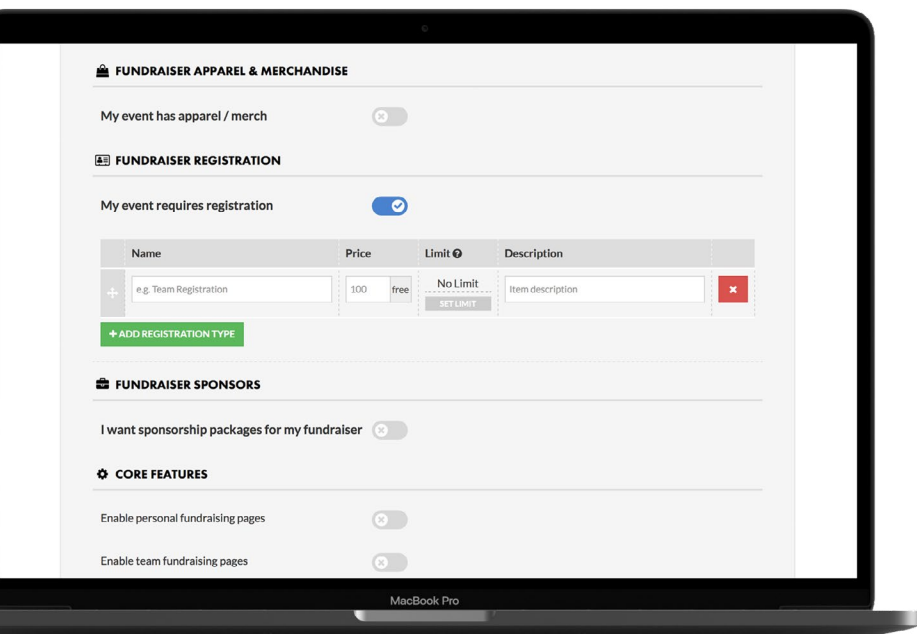 FUNDRAISER APPAREL & MERCHANDISE
My event has apparel / merch
FUNDRAISER REGISTRATION
My event requires registration
Name Price Limit Description
e.g. Team Registration 100 free No Limit Item description
SET LIMIT
+ ADD REGISTRATION TYPE
FUNDRAISER SPONSORS
I want sponsorship packages for my fundraiser
CORE FEATURES
Enable personal fundraising pages
Enable team fundraising pages
MacBook Pro